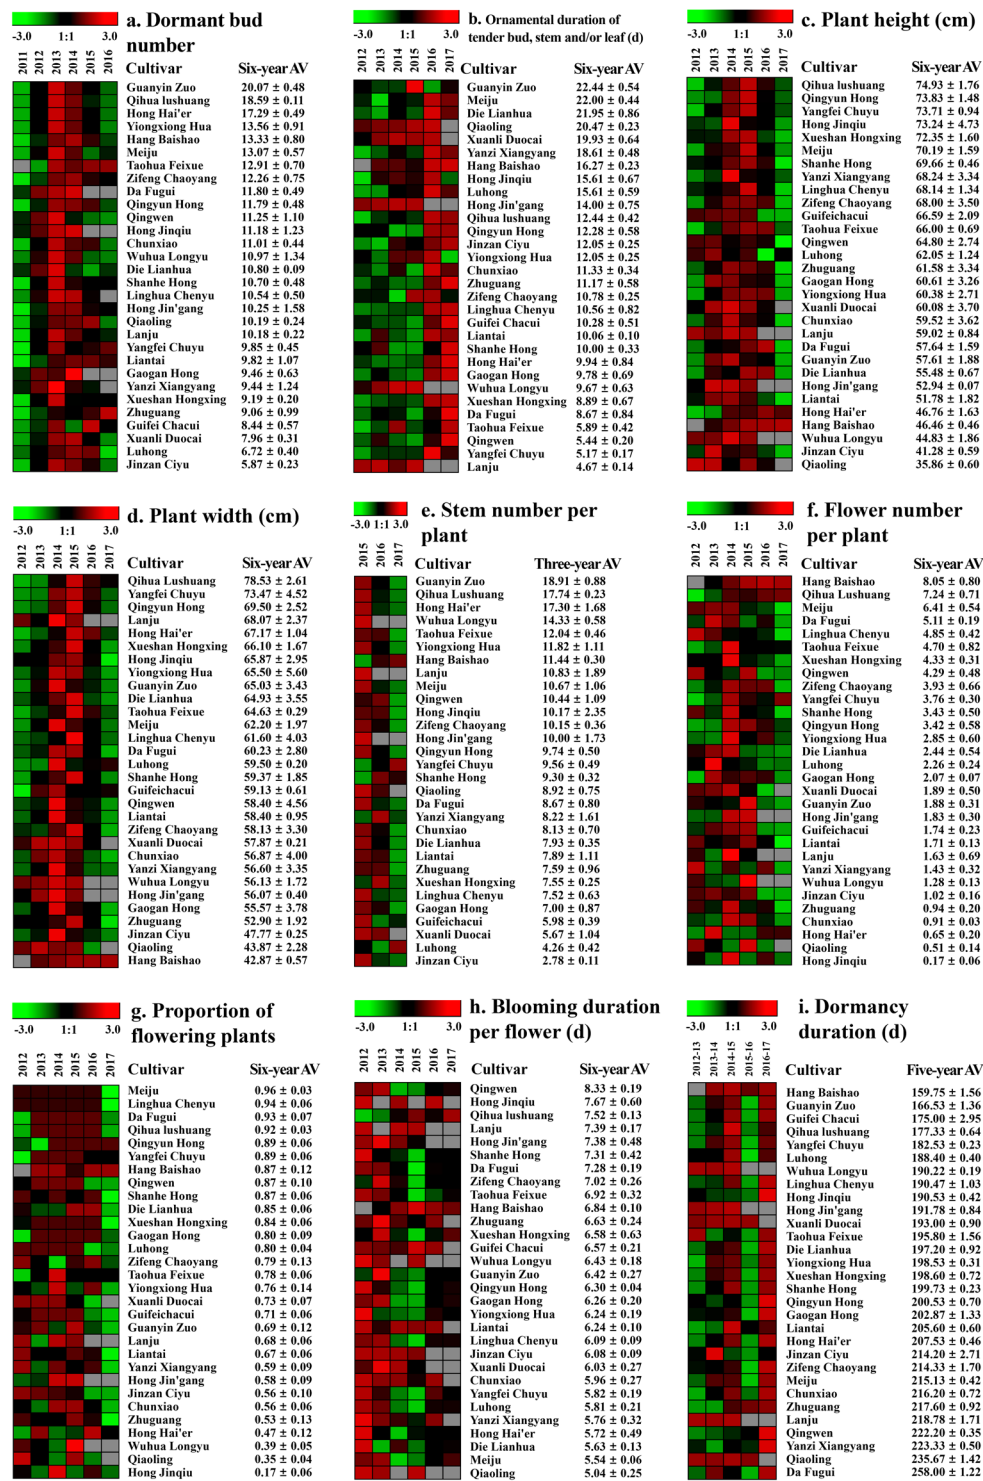 a. Dormant bud
number
-3.0 1:1 3.0
2011 2012 2013 2014 2015 2016
Cultivar Six-year AV
Guanyin Zuo 20.07 ± 0.48
Qihua lushuang 18.59 ± 0.11
Hong Hai'er 17.29 ± 0.49
Yiongxiong Hua 13.56 ± 0.91
Hang Baishao 13.33 ± 0.80
Meiju 13.07 ± 0.57
Taohua Feixue 12.91 ± 0.70
Zifeng Chaoyang 12.26 ± 0.75
Da Fugui 11.80 ± 0.49
Qingyun Hong 11.79 ± 0.48
Qingwen 11.25 ± 1.10
Hong Jinqiu 11.18 ± 1.23
Chunxiao 11.01 ± 0.44
Wuhua Longyu 10.97 ± 1.34
Die Lianhua 10.80 ± 0.09
Shanhe Hong 10.70 ± 0.48
Linghua Chenyu 10.54 ± 0.50
Hong Jin'gang 10.25 ± 1.58
Qiaoling 10.19 ± 0.24
Lanju 10.18 ± 0.22
Yangfei Chuyu 9.85 ± 0.45
Liantai 9.82 ± 1.07
Gaogan Hong 9.46 ± 0.63
Yanzi Xiangyang 9.44 ± 1.24
Xueshan Hongxing 9.19 ± 0.20
Zhuguang 9.06 ± 0.99
Guifei Chacui 8.44 ± 0.57
Xuanli Duocai 7.96 ± 0.31
Luhong 6.72 ± 0.40
Jinzan Ciyu 5.87 ± 0.23
b. Ornamental duration of
tender bud, stem and/or leaf (d)
-3.0 1:1 3.0
2012 2013 2014 2015 2016 2017
Cultivar Six-year AV
Guanyin Zuo 22.44 ± 0.54
Meiju 22.00 ± 0.44
Die Lianhua 21.95 ± 0.86
Qiaoling 20.47 ± 0.23
Xuanli Duocai 19.93 ± 0.64
Yanzi Xiangyang 18.61 ± 0.48
Hang Baishao 16.27 ± 0.23
Hong Jinqiu 15.61 ± 0.67
Luhong 15.61 ± 0.59
Hong Jin'gang 14.00 ± 0.75
Qihua lushuang 12.44 ± 0.42
Qingyun Hong 12.28 ± 0.58
Jinzan Ciyu 12.05 ± 0.25
Yiongxiong Hua 12.05 ± 0.25
Chunxiao 11.33 ± 0.34
Zhuguang 11.17 ± 0.58
Zifeng Chaoyang 10.78 ± 0.25
Linghua Chenyu 10.56 ± 0.82
Guifei Chacui 10.28 ± 0.51
Liantai 10.06 ± 0.10
Shanhe Hong 10.00 ± 0.33
Hong Hai'er 9.94 ± 0.84
Gaogan Hong 9.78 ± 0.69
Wuhua Longyu 9.67 ± 0.63
Xueshan Hongxing 8.89 ± 0.67
Da Fugui 8.67 ± 0.84
Taohua Feixue 5.89 ± 0.42
Qingwen 5.44 ± 0.20
Yangfei Chuyu 5.17 ± 0.17
Lanju 4.67 ± 0.14
c. Plant height (cm)
-3.0 1:1 3.0
2012 2013 2014 2015 2016 2017
Cultivar Six-year AV
Qihua lushuang 74.93 ± 1.76
Qingyun Hong 73.83 ± 1.48
Yangfei Chuyu 73.71 ± 0.94
Hong Jinqiu 73.24 ± 4.73
Xueshan Hongxing 72.35 ± 1.60
Meiju 70.19 ± 1.59
Shanhe Hong 69.66 ± 0.46
Yanzi Xiangyang 68.24 ± 3.34
Linghua Chenyu 68.14 ± 1.34
Zifeng Chaoyang 68.00 ± 3.50
Guifeichacui 66.59 ± 2.09
Taohua Feixue 66.00 ± 0.69
Qingwen 64.80 ± 2.74
Luhong 62.05 ± 1.24
Zhuguang 61.58 ± 3.34
Gaogan Hong 60.61 ± 3.26
Yiongxiong Hua 60.38 ± 2.71
Xuanli Duocai 60.08 ± 3.70
Chunxiao 59.52 ± 3.62
Lanju 59.02 ± 0.84
Da Fugui 57.64 ± 1.59
Guanyin Zuo 57.61 ± 1.88
Die Lianhua 55.48 ± 0.67
Hong Jin'gang 52.94 ± 0.07
Liantai 51.78 ± 1.82
Hong Hai'er 46.76 ± 1.63
Hang Baishao 46.46 ± 0.46
Wuhua Longyu 44.83 ± 1.86
Jinzan Ciyu 41.28 ± 0.59
Qiaoling 35.86 ± 0.60
d. Plant width (cm)
-3.0 1:1 3.0
2012 2013 2014 2015 2016 2017
Cultivar Six-year AV
Qihua Lushuang 78.53 ± 2.61
Yangfei Chuyu 73.47 ± 4.52
Qingyun Hong 69.50 ± 2.52
Lanju 68.07 ± 2.37
Hong Hai'er 67.17 ± 1.04
Xueshan Hongxing 66.10 ± 1.67
Hong Jinqiu 65.87 ± 2.95
Yiongxiong Hua 65.50 ± 5.60
Guanyin Zuo 65.03 ± 3.43
Die Lianhua 64.93 ± 3.55
Taohua Feixue 64.63 ± 0.29
Meiju 62.20 ± 1.97
Linghua Chenyu 61.60 ± 4.03
Da Fugui 60.23 ± 2.80
Luhong 59.50 ± 0.20
Shanhe Hong 59.37 ± 1.85
Guifeichacui 59.13 ± 0.61
Qingwen 58.40 ± 4.56
Liantai 58.40 ± 0.95
Zifeng Chaoyang 58.13 ± 3.30
Xuanli Duocai 57.87 ± 0.21
Chunxiao 56.87 ± 4.00
Yanzi Xiangyang 56.60 ± 3.35
Wuhua Longyu 56.13 ± 1.72
Hong Jin'gang 56.07 ± 0.40
Gaogan Hong 55.57 ± 3.78
Zhuguang 52.90 ± 1.92
Jinzan Ciyu 47.77 ± 0.25
Qiaoling 43.87 ± 2.28
Hang Baishao 42.87 ± 0.57
e. Stem number per
plant
-3.0 1:1 3.0
2015 2016 2017
Cultivar Three-year AV
Guanyin Zuo 18.91 ± 0.88
Qihua Lushuang 17.74 ± 0.23
Hong Hai'er 17.30 ± 1.68
Wuhua Longyu 14.33 ± 0.58
Taohua Feixue 12.04 ± 0.46
Yiongxiong Hua 11.82 ± 1.11
Hang Baishao 11.44 ± 0.30
Lanju 10.83 ± 1.89
Meiju 10.67 ± 1.06
Qingwen 10.44 ± 1.09
Hong Jinqiu 10.17 ± 2.35
Zifeng Chaoyang 10.15 ± 0.36
Hong Jin'gang 10.00 ± 1.73
Qingyun Hong 9.74 ± 0.50
Yangfei Chuyu 9.56 ± 0.49
Shanhe Hong 9.30 ± 0.32
Qiaoling 8.92 ± 0.75
Da Fugui 8.67 ± 0.80
Yanzi Xiangyang 8.22 ± 1.61
Chunxiao 8.13 ± 0.70
Die Lianhua 7.93 ± 0.35
Liantai 7.89 ± 1.11
Zhuguang 7.59 ± 0.96
Xueshan Hongxing 7.55 ± 0.25
Linghua Chenyu 7.52 ± 0.63
Gaogan Hong 7.00 ± 0.87
Guifeichacui 5.98 ± 0.39
Xuanli Duocai 5.67 ± 1.04
Luhong 4.26 ± 0.42
Jinzan Ciyu 2.78 ± 0.11
f. Flower number
per plant
-3.0 1:1 3.0
2012 2013 2014 2015 2016 2017
Cultivar Six-year AV
Hang Baishao 8.05 ± 0.80
Qihua Lushuang 7.24 ± 0.71
Meiju 6.41 ± 0.54
Da Fugui 5.11 ± 0.19
Linghua Chenyu 4.85 ± 0.42
Taohua Feixue 4.70 ± 0.82
Xueshan Hongxing 4.33 ± 0.31
Qingwen 4.29 ± 0.48
Zifeng Chaoyang 3.93 ± 0.66
Yangfei Chuyu 3.76 ± 0.30
Shanhe Hong 3.43 ± 0.50
Qingyun Hong 3.42 ± 0.58
Yiongxiong Hua 2.85 ± 0.60
Die Lianhua 2.44 ± 0.54
Luhong 2.26 ± 0.24
Gaogan Hong 2.07 ± 0.07
Xuanli Duocai 1.89 ± 0.50
Guanyin Zuo 1.88 ± 0.31
Hong Jin'gang 1.83 ± 0.30
Guifeichacui 1.74 ± 0.23
Liantai 1.71 ± 0.13
Lanju 1.63 ± 0.69
Yanzi Xiangyang 1.43 ± 0.32
Wuhua Longyu 1.28 ± 0.13
Jinzan Ciyu 1.02 ± 0.16
Zhuguang 0.94 ± 0.20
Chunxiao 0.91 ± 0.03
Hong Hai'er 0.65 ± 0.20
Qiaoling 0.51 ± 0.14
Hong Jinqiu 0.17 ± 0.06
g. Proportion of
flowering plants
-3.0 1:1 3.0
2012 2013 2014 2015 2016 2017
Cultivar Six-year AV
Meiju 0.96 ± 0.03
Linghua Chenyu 0.94 ± 0.06
Da Fugui 0.93 ± 0.07
Qihua lushuang 0.92 ± 0.03
Qingyun Hong 0.89 ± 0.06
Yangfei Chuyu 0.89 ± 0.06
Hang Baishao 0.87 ± 0.12
Qingwen 0.87 ± 0.10
Shanhe Hong 0.87 ± 0.06
Die Lianhua 0.85 ± 0.06
Xueshan Hongxing 0.84 ± 0.06
Gaogan Hong 0.80 ± 0.09
Luhong 0.80 ± 0.04
Zifeng Chaoyang 0.79 ± 0.13
Taohua Feixue 0.78 ± 0.06
Yiongxiong Hua 0.76 ± 0.14
Xuanli Duocai 0.73 ± 0.07
Guifeichacui 0.71 ± 0.06
Guanyin Zuo 0.69 ± 0.12
Lanju 0.68 ± 0.06
Liantai 0.67 ± 0.06
Yanzi Xiangyang 0.59 ± 0.09
Hong Jin'gang 0.58 ± 0.09
Jinzan Ciyu 0.56 ± 0.10
Chunxiao 0.56 ± 0.06
Zhuguang 0.53 ± 0.13
Hong Hai'er 0.47 ± 0.12
Wuhua Longyu 0.39 ± 0.05
Qiaoling 0.35 ± 0.04
Hong Jinqiu 0.17 ± 0.06
h. Blooming duration
per flower (d)
-3.0 1:1 3.0
2012 2013 2014 2015 2016 2017
Cultivar Six-year AV
Qingwen 8.33 ± 0.19
Hong Jinqiu 7.67 ± 0.60
Qihua lushuang 7.52 ± 0.13
Lanju 7.39 ± 0.17
Hong Jin'gang 7.38 ± 0.48
Shanhe Hong 7.31 ± 0.42
Da Fugui 7.28 ± 0.19
Zifeng Chaoyang 7.02 ± 0.26
Taohua Feixue 6.92 ± 0.32
Hang Baishao 6.84 ± 0.10
Zhuguang 6.63 ± 0.24
Xueshan Hongxing 6.58 ± 0.63
Guifei Chacui 6.57 ± 0.21
Wuhua Longyu 6.43 ± 0.18
Guanyin Zuo 6.42 ± 0.27
Qingyun Hong 6.30 ± 0.04
Gaogan Hong 6.26 ± 0.20
Yiongxiong Hua 6.24 ± 0.19
Liantai 6.24 ± 0.10
Linghua Chenyu 6.09 ± 0.09
Jinzan Ciyu 6.08 ± 0.09
Xuanli Duocai 6.03 ± 0.27
Chunxiao 5.96 ± 0.27
Yangfei Chuyu 5.82 ± 0.19
Luhong 5.81 ± 0.21
Yanzi Xiangyang 5.76 ± 0.32
Hong Hai'er 5.72 ± 0.49
Die Lianhua 5.63 ± 0.13
Meiju 5.54 ± 0.06
Qiaoling 5.04 ± 0.25
i. Dormancy
duration (d)
-3.0 1:1 3.0
2012-13 2013-14 2014-15 2015-16 2016-17
Cultivar Five-year AV
Hang Baishao 159.75 ± 1.56
Guanyin Zuo 166.53 ± 1.36
Guifei Chacui 175.00 ± 2.95
Qihua lushuang 177.33 ± 0.64
Yangfei Chuyu 182.53 ± 0.23
Luhong 188.40 ± 0.40
Wuhua Longyu 190.22 ± 0.19
Linghua Chenyu 190.47 ± 1.03
Hong Jinqiu 190.53 ± 0.42
Hong Jin'gang 191.78 ± 0.84
Xuanli Duocai 193.00 ± 0.90
Taohua Feixue 195.80 ± 1.56
Die Lianhua 197.20 ± 0.92
Yiongxiong Hua 198.53 ± 0.31
Xueshan Hongxing 198.60 ± 0.72
Shanhe Hong 199.73 ± 0.23
Qingyun Hong 200.53 ± 0.70
Gaogan Hong 202.87 ± 1.33
Liantai 205.60 ± 0.60
Hong Hai'er 207.53 ± 0.46
Jinzan Ciyu 214.20 ± 2.71
Zifeng Chaoyang 214.33 ± 1.70
Meiju 215.13 ± 0.42
Chunxiao 216.20 ± 0.72
Zhuguang 217.60 ± 0.92
Lanju 218.78 ± 1.71
Qingwen 222.20 ± 0.35
Yanzi Xiangyang 223.33 ± 0.50
Qiaoling 235.67 ± 1.42
Da Fugui 258.00 ± 1.22